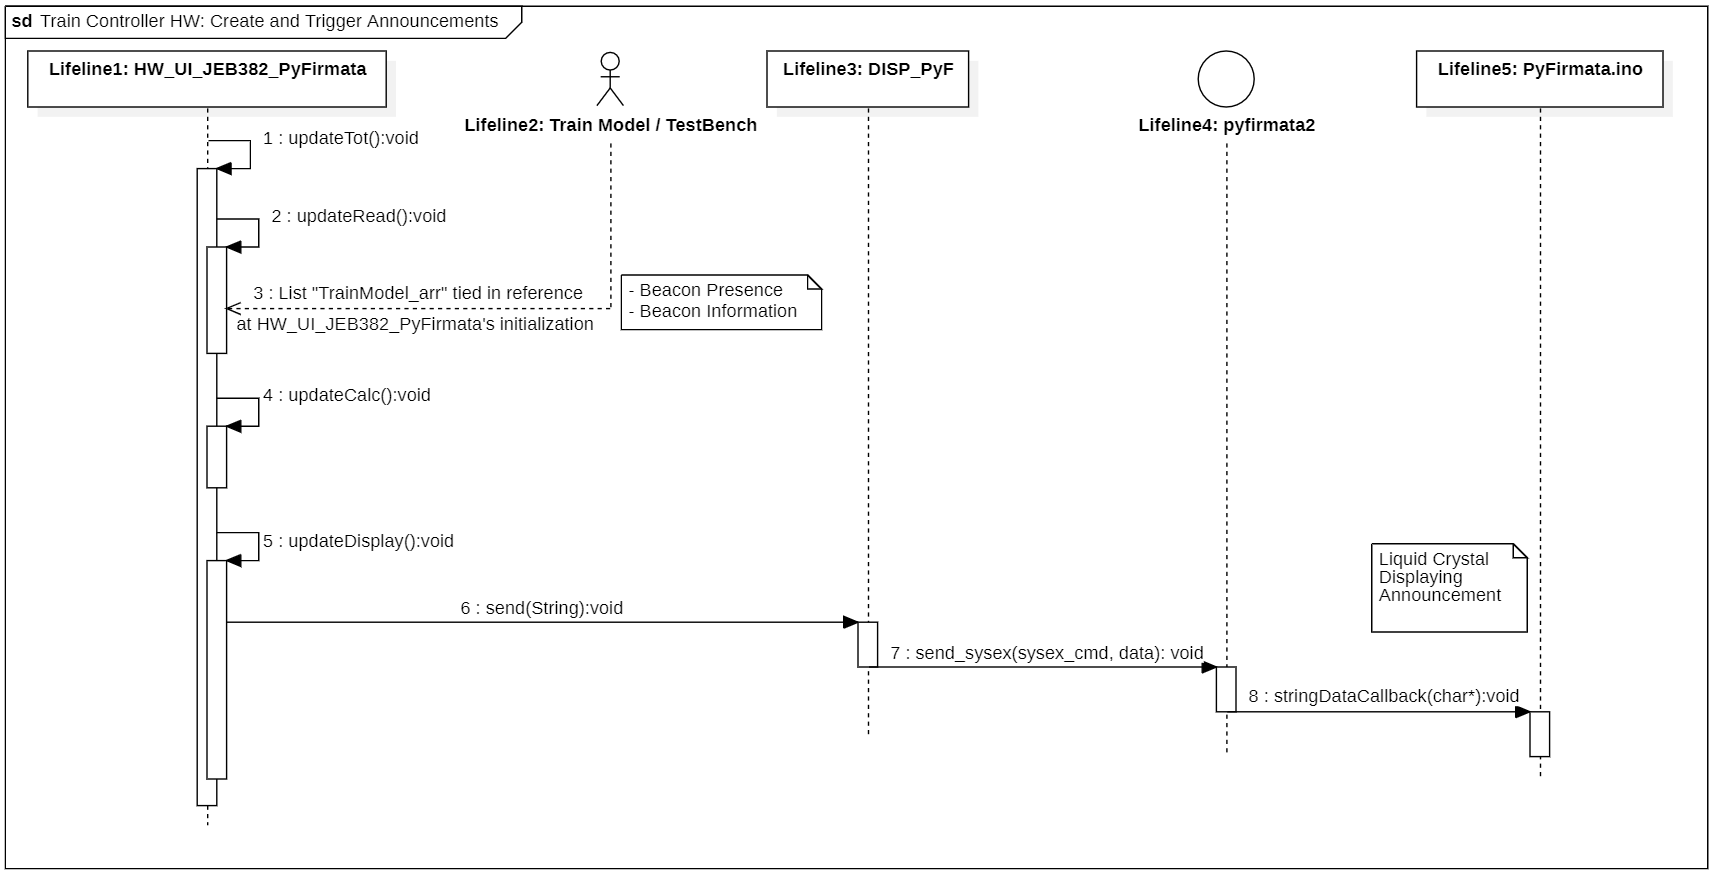 sd Train Controller HW: Create and Trigger Announcements
Lifeline1: HW_UI_JEB382_PyFirmata
Lifeline2: Train Model / TestBench
Lifeline3: DISP_PyF
Lifeline4: pyfirmata2
Lifeline5: PyFirmata.ino
1 : updateTot():void
2 : updateRead():void
3 : List "TrainModel_arr" tied in reference
at HW_UI_JEB382_PyFirmata's initialization
- Beacon Presence
- Beacon Information
4 : updateCalc():void
5 : updateDisplay():void
Liquid Crystal
Displaying
Announcement
6 : send(String):void
7 : send_sysex(sysex_cmd, data): void
8 : stringDataCallback(char*):void